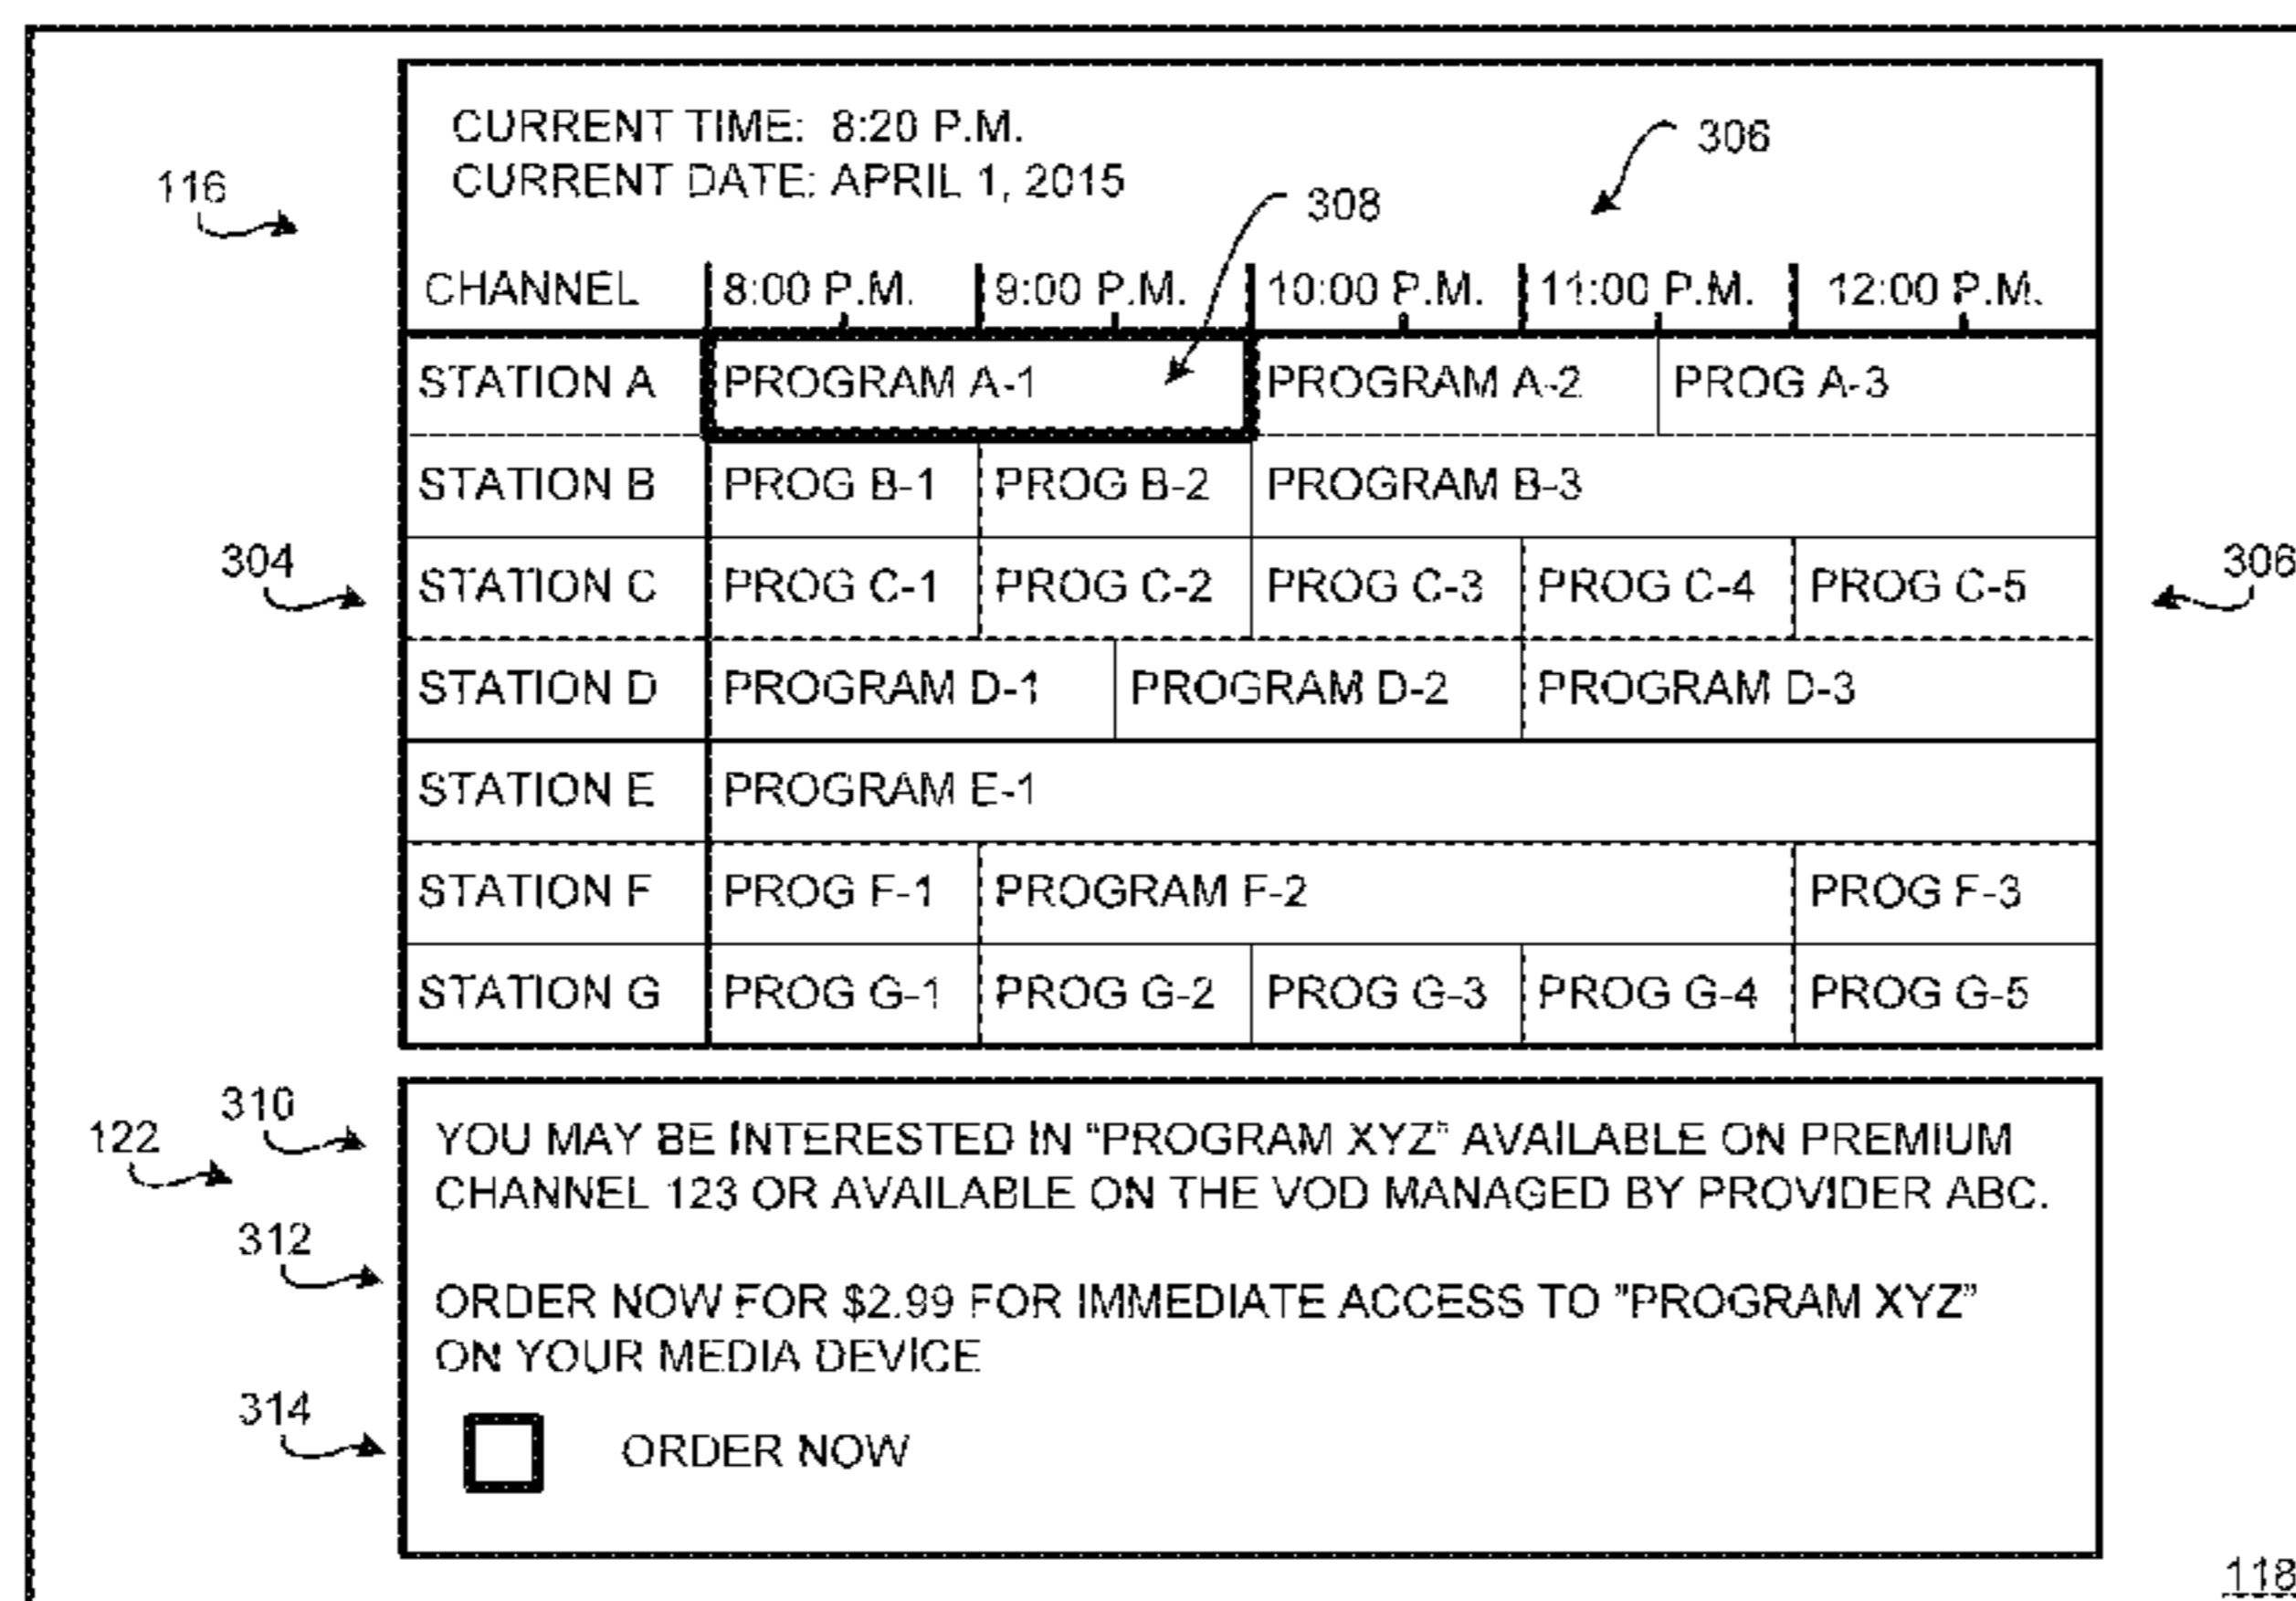 CURRENT TIME: 8:20 P.M.
306
CURRENT DATE: APRIL 1, 2015
116
308
CHANNEL 8:00 P.M. 9:00 P.M. 10:00 P.M. 11:00 P.M. 12:00 P.M.
STATION A PROGRAM A-1 PROGRAM A-2 PROG A-3
STATION B PROG B-1 PROG B-2 PROGRAM B-3
304 STATION C PROG C-1 PROG C-2 PROG C-3 PROG C-4 PROG C-5 306
STATION D PROGRAM D-1 PROGRAM D-2 PROGRAM D-3
STATION E PROGRAM E-1
STATION F PROG F-1 PROGRAM F-2 PROG F-3
STATION G PROG G-1 PROG G-2 PROG G-3 PROG G-4 PROG G-5
310
122
YOU MAY BE INTERESTED IN "PROGRAM XYZ" AVAILABLE ON PREMIUM
CHANNEL 123 OR AVAILABLE ON THE VOD MANAGED BY PROVIDER ABC.
312
ORDER NOW FOR $2.99 FOR IMMEDIATE ACCESS TO "PROGRAM XYZ"
ON YOUR MEDIA DEVICE
314
ORDER NOW
118